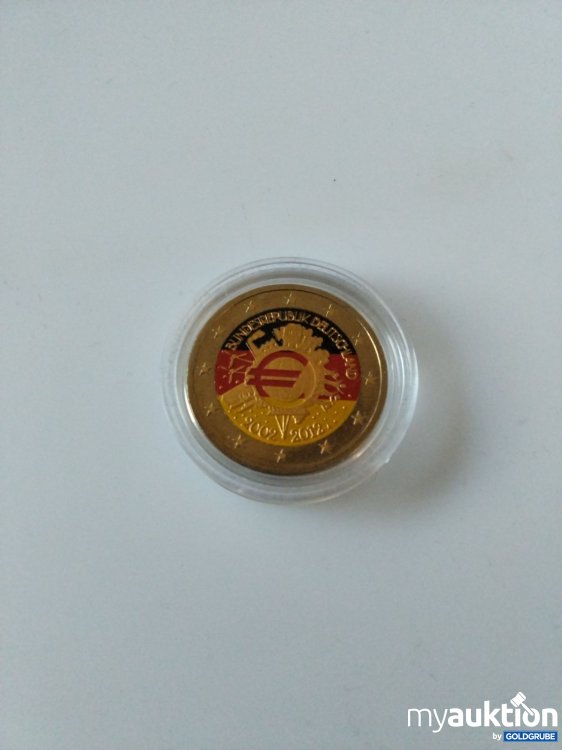 BUNDESREPUBLIK DEUTSCHLAND
€
2002 2012
myauktion
by GOLDGRUBE